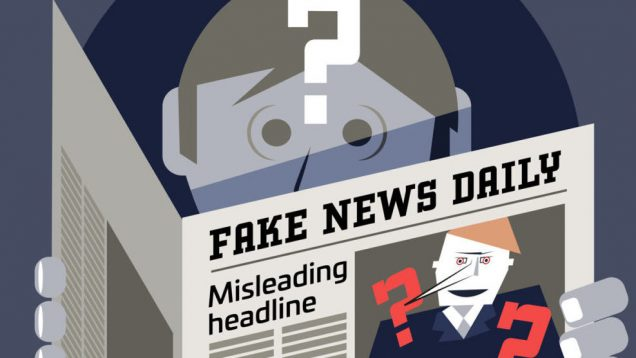 ?
FAKE NEWS DAILY
Misleading
headline
?
?